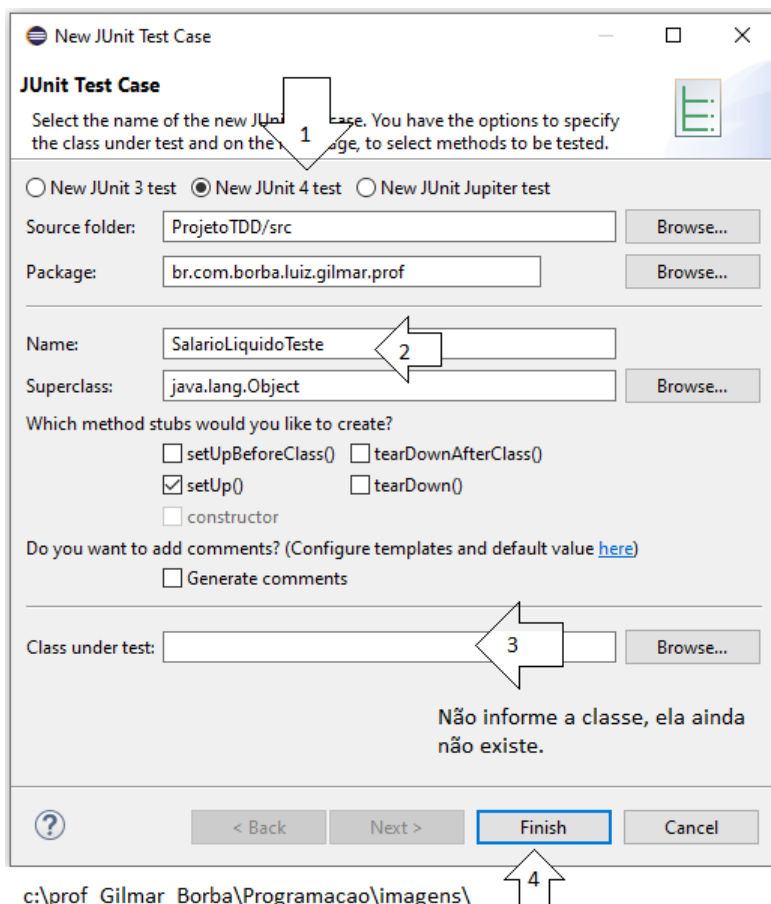 New JUnit Test Case
JUnit Test Case
1
Select the name of the new JUnit case. You have the options to specify
the class under test and on the ge, to select methods to be tested.
New JUnit 3 test New JUnit 4 test New JUnit Jupiter test
Source folder: ProjetoTDD/src Browse...
Package: br.com.borba.luiz.gilmar.prof Browse...
Name: SalarioLiquidoTeste 2
Superclass: java.lang.Object Browse...
Which method stubs would you like to create?
setUpBeforeClass() tearDownAfterClass()
setUp() tearDown()
constructor
Do you want to add comments? (Configure templates and default value here)
Generate comments
Class under test: 3 Browse...
Não informe a classe, ela ainda
não existe.
? < Back Next > Finish Cancel
4
c:\prof_Gilmar_Borba\Programacao\imagens\